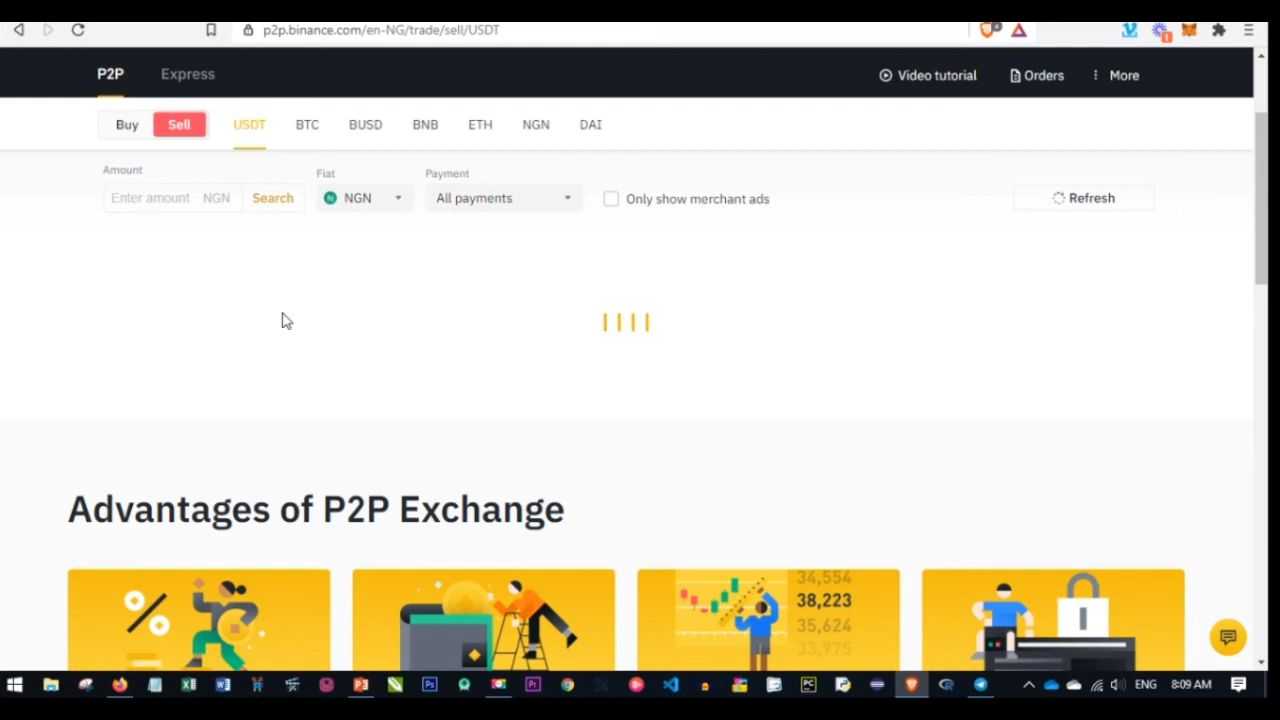 p2p.binance.com/en-NG/trade/sell/USDT
P2P Express Video tutorial Orders More
Buy Sell USDT BTC BUSD BNB ETH NGN DAI
Amount Fiat Payment
Enter amount NGN Search NGN All payments Only show merchant ads Refresh
Advantages of P2P Exchange
34,554
38,223
35,624
33,975
ENG 8:09 AM